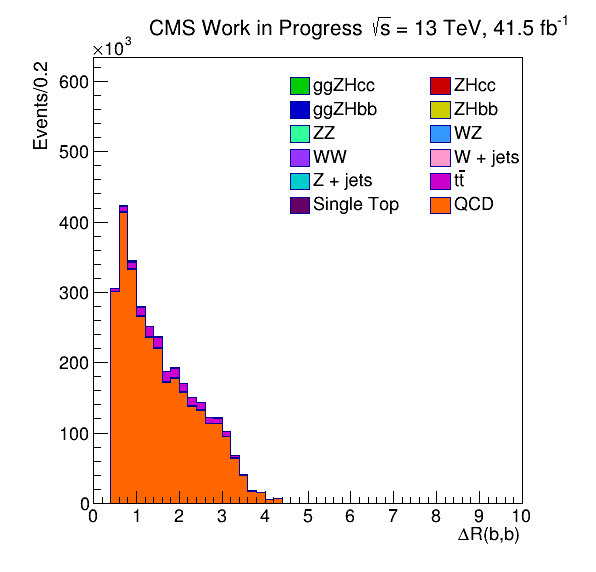 CMS Work in Progress √s = 13 TeV, 41.5 fb⁻¹
×10³
Events/0.2
600
500
400
300
200
100
0
ggZHcc ZHcc
ggZHbb ZHbb
ZZ WZ
WW W + jets
Z + jets tt̅
Single Top QCD
0 1 2 3 4 5 6 7 8 9 10
ΔR(b,b)